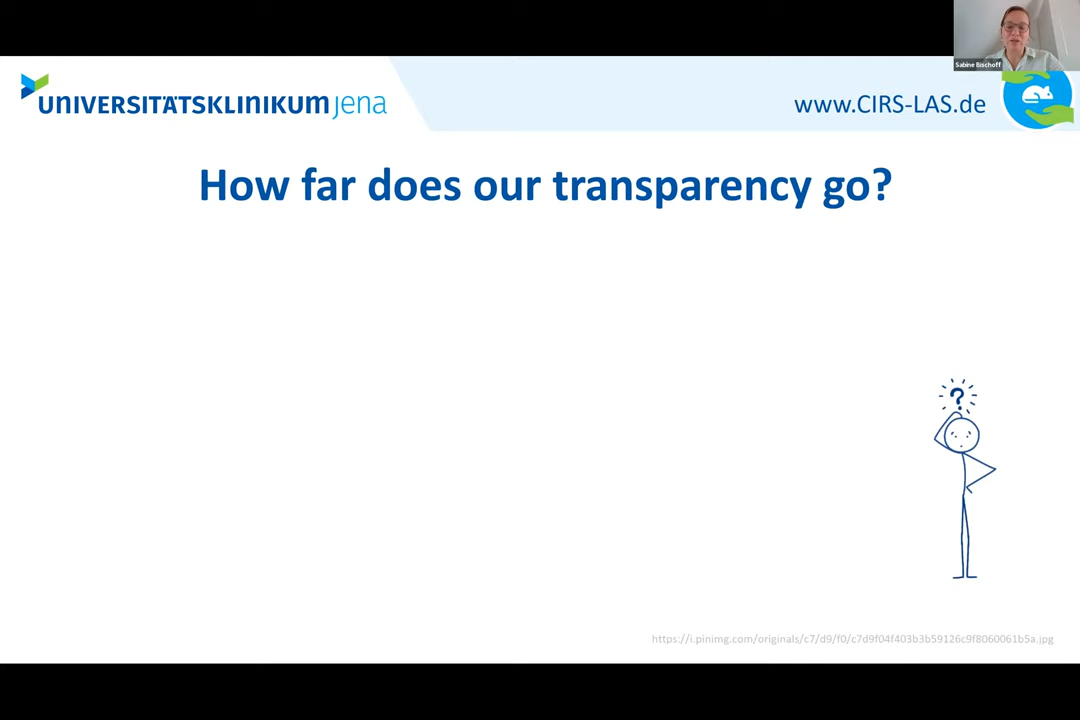 Sabine Bischoff
UNIVERSITÄTSKLINIKUM jena
www.CIRS-LAS.de
How far does our transparency go?
?
https://i.pinimg.com/originals/c7/d9/f0/c7d9f04f403b3b59126c9f8060061b5a.jpg